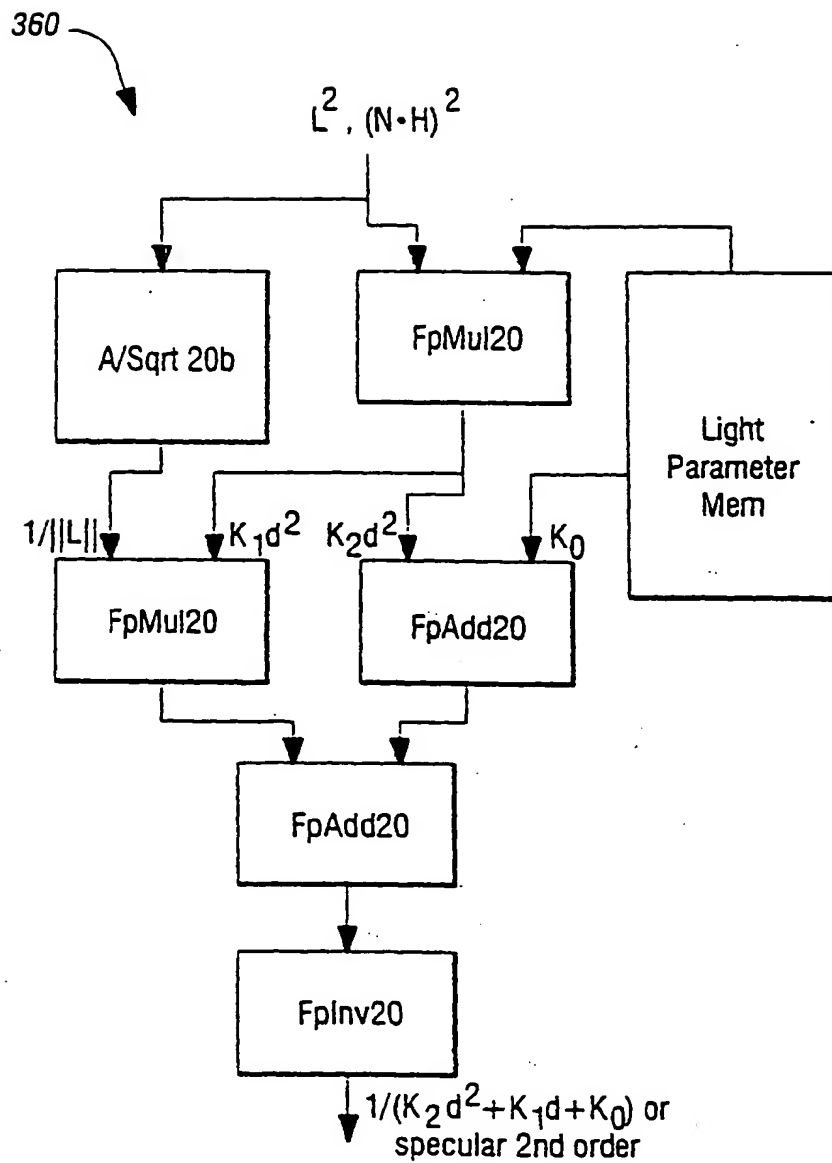 360
L², (N•H)²
A/Sqrt 20b
FpMul20
Light
Parameter
Mem
1/||L||
K₁d²
K₂d²
K₀
FpMul20
FpAdd20
FpAdd20
FpInv20
1/(K₂d²+K₁d+K₀) or
specular 2nd order